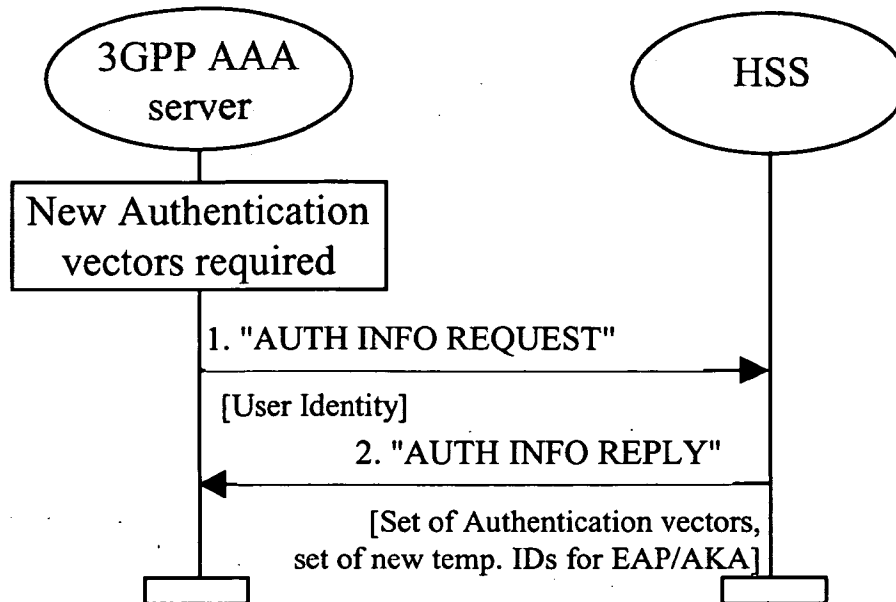 3GPP AAA
server
HSS
New Authentication
vectors required
1. "AUTH INFO REQUEST"
[User Identity]
2. "AUTH INFO REPLY"
[Set of Authentication vectors,
set of new temp. IDs for EAP/AKA]